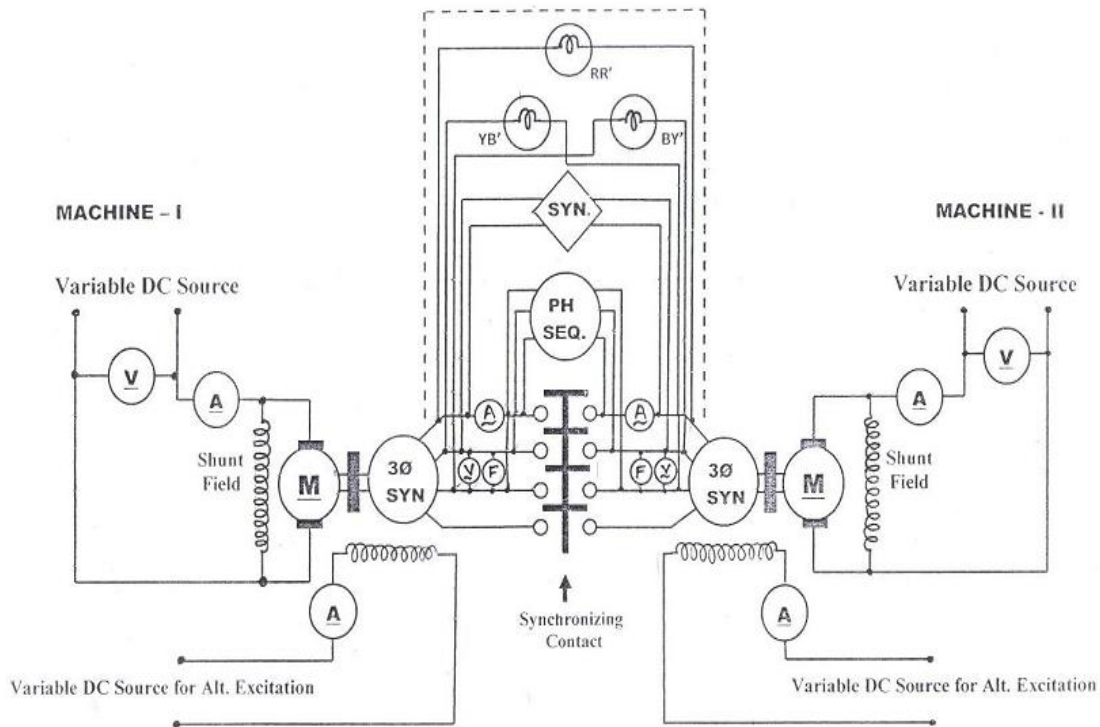 RR'
YB'
BY'
SYN.
MACHINE – I
MACHINE - II
Variable DC Source
Variable DC Source
PH
SEQ.
V
V
A
A
A
A
Shunt
Field
Shunt
Field
M
3Ø
SYN
V
F
F
V
3Ø
SYN
M
A
A
Synchronizing
Contact
Variable DC Source for Alt. Excitation
Variable DC Source for Alt. Excitation